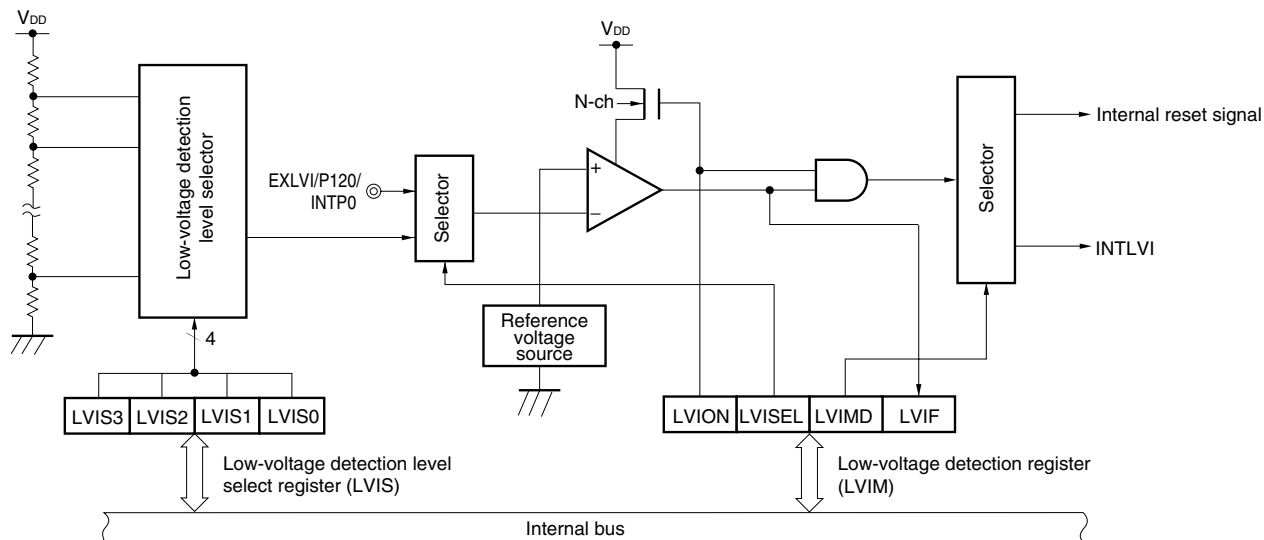 VDD
VDD
N-ch
Low-voltage detection
level selector
EXLVI/P120/
INTP0
Selector
+
−
Selector
Internal reset signal
INTLVI
4
Reference
voltage
source
LVIS3 LVIS2 LVIS1 LVIS0
LVION LVISEL LVIMD LVIF
Low-voltage detection level
select register (LVIS)
Low-voltage detection register
(LVIM)
Internal bus